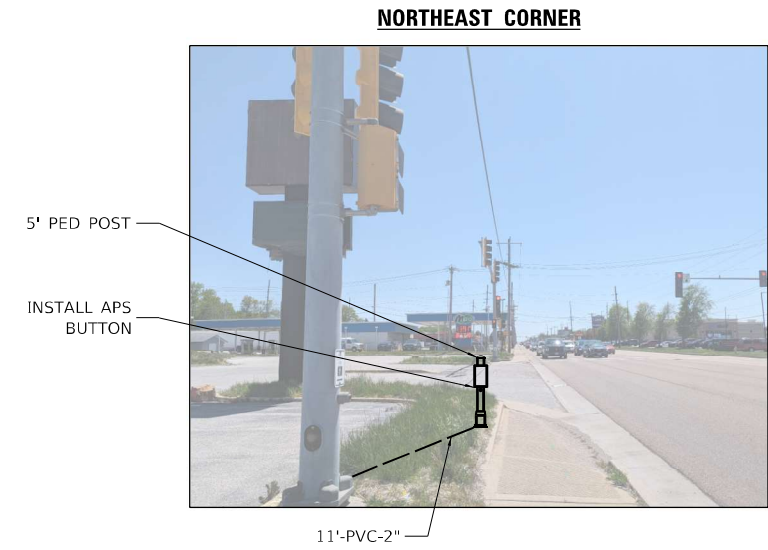 NORTHEAST CORNER
5' PED POST
INSTALL APS
BUTTON
11'-PVC-2"